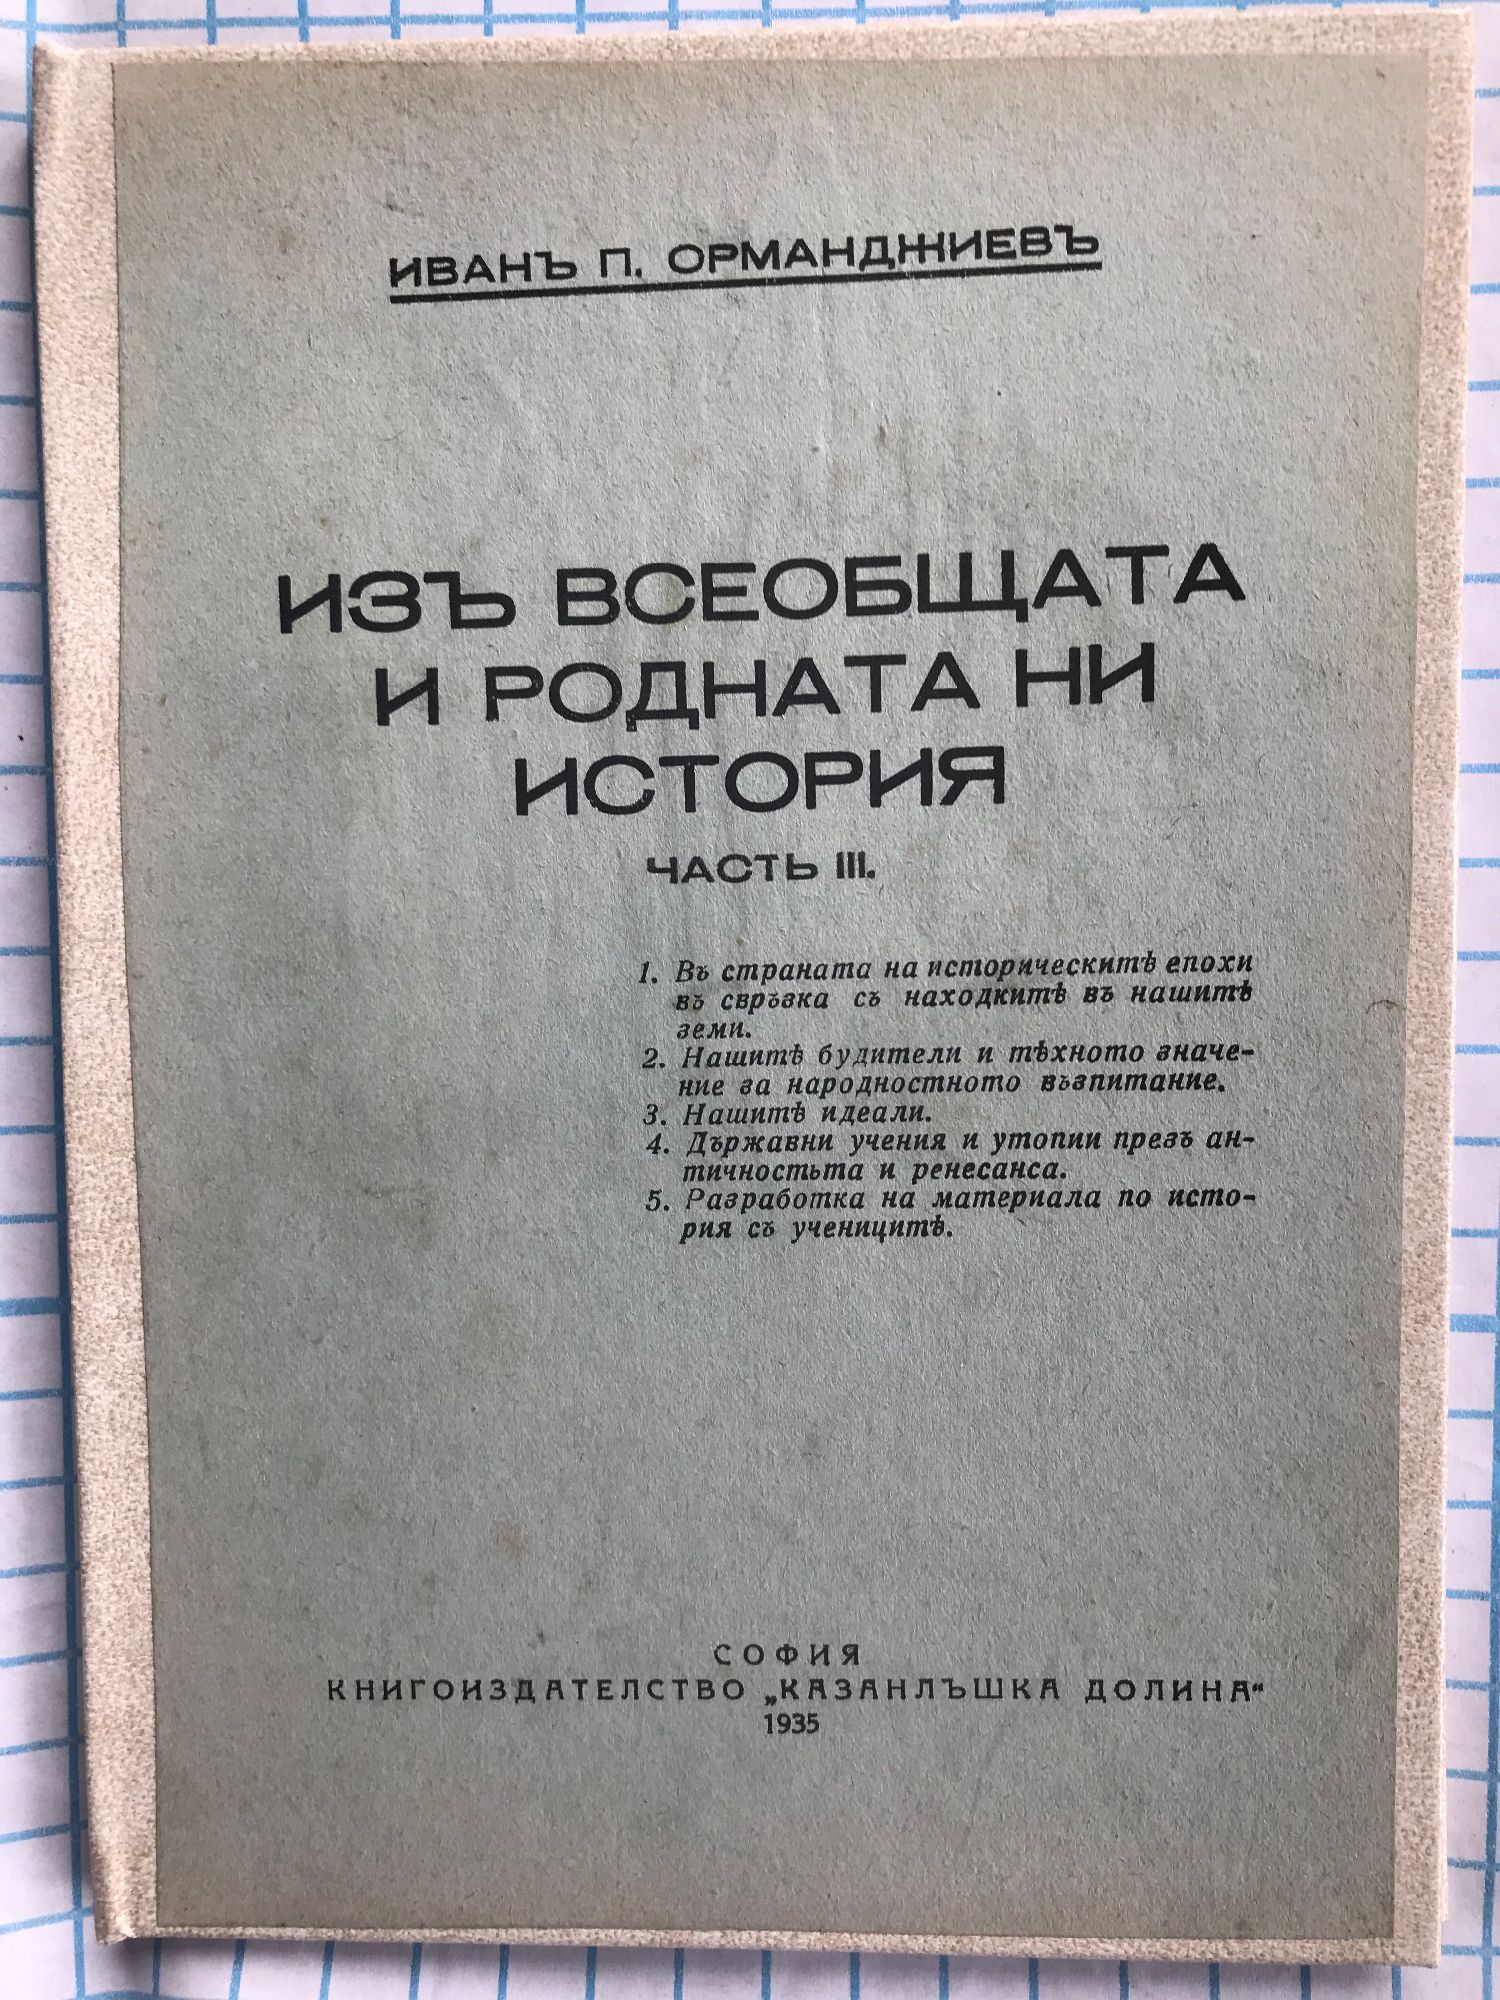 ИВАНЪ П. ОРМАНДЖИЕВЪ
ИЗЪ ВСЕОБЩАТА
И РОДНАТА НИ
ИСТОРИЯ
ЧАСТЬ III.
1. Въ страната на историческитѣ епохи
въ свръзка съ находкитѣ въ нашитѣ
земи.
2. Нашитѣ будители и тѣхното значе-
ние за народностното възпитание.
3. Нашитѣ идеали.
4. Държавни учения и утопии презъ ан-
тичностьта и ренесанса.
5. Разработка на материала по исто-
рия съ ученицитѣ.
СОФИЯ
КНИГОИЗДАТЕЛСТВО „КАЗАНЛЪШКА ДОЛИНА“
1935